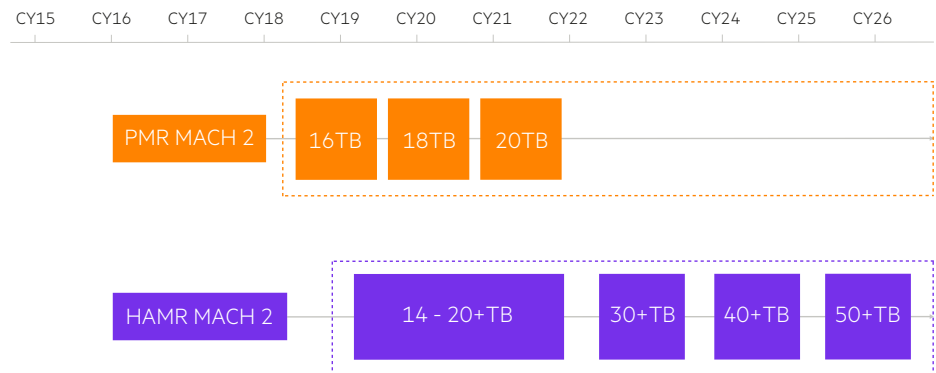 CY15 CY16 CY17 CY18 CY19 CY20 CY21 CY22 CY23 CY24 CY25 CY26
PMR MACH 2 16TB 18TB 20TB
HAMR MACH 2 14 - 20+TB 30+TB 40+TB 50+TB